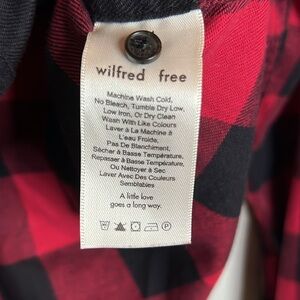 wilfred free
Machine Wash Cold,
No Bleach, Tumble Dry Low,
Low Iron, Or Dry Clean
Wash With Like Colours
Laver à La Machine à
L'eau Froide,
Pas De Blanchiment,
Sécher à Basse Température,
Repasser à Basse Température,
Ou Nettoyer à Sec
Laver Avec Des Couleurs
Semblables
A little love
goes a long way.